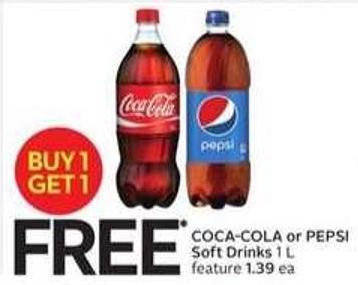 Coca-Cola
pepsi
BUY 1
GET 1
FREE*
COCA-COLA or PEPSI
Soft Drinks 1 L
feature 1.39 ea